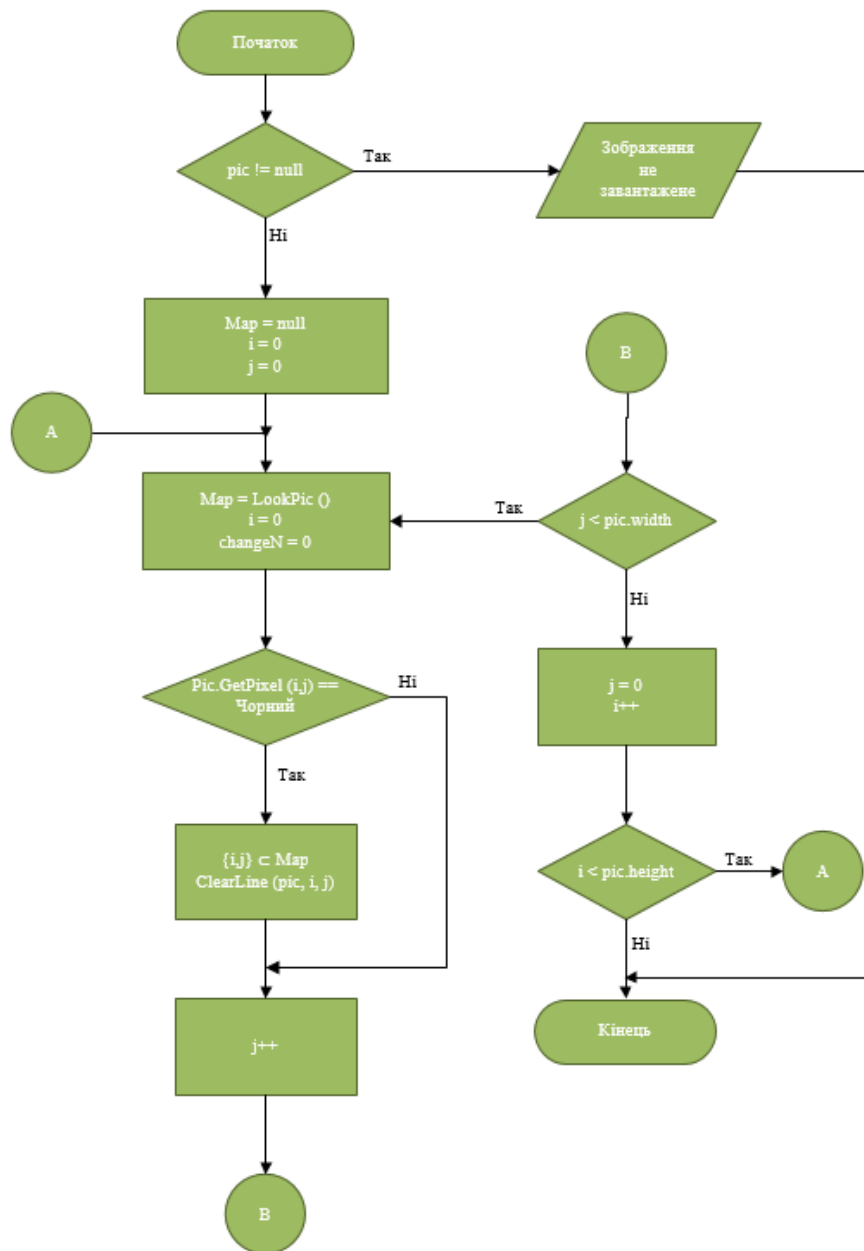 Початок
pic != null
Так
Зображення
не
завантажене
Ні
Map = null
i = 0
j = 0
A
B
Map = LookPic ()
i = 0
changeN = 0
Так
j < pic.width
Ні
Pic.GetPixel (i,j) ==
Чорний
Ні
j = 0
i++
Так
{i,j} ⊂ Map
ClearLine (pic, i, j)
i < pic.height
Так
A
Ні
j++
Кінець
B